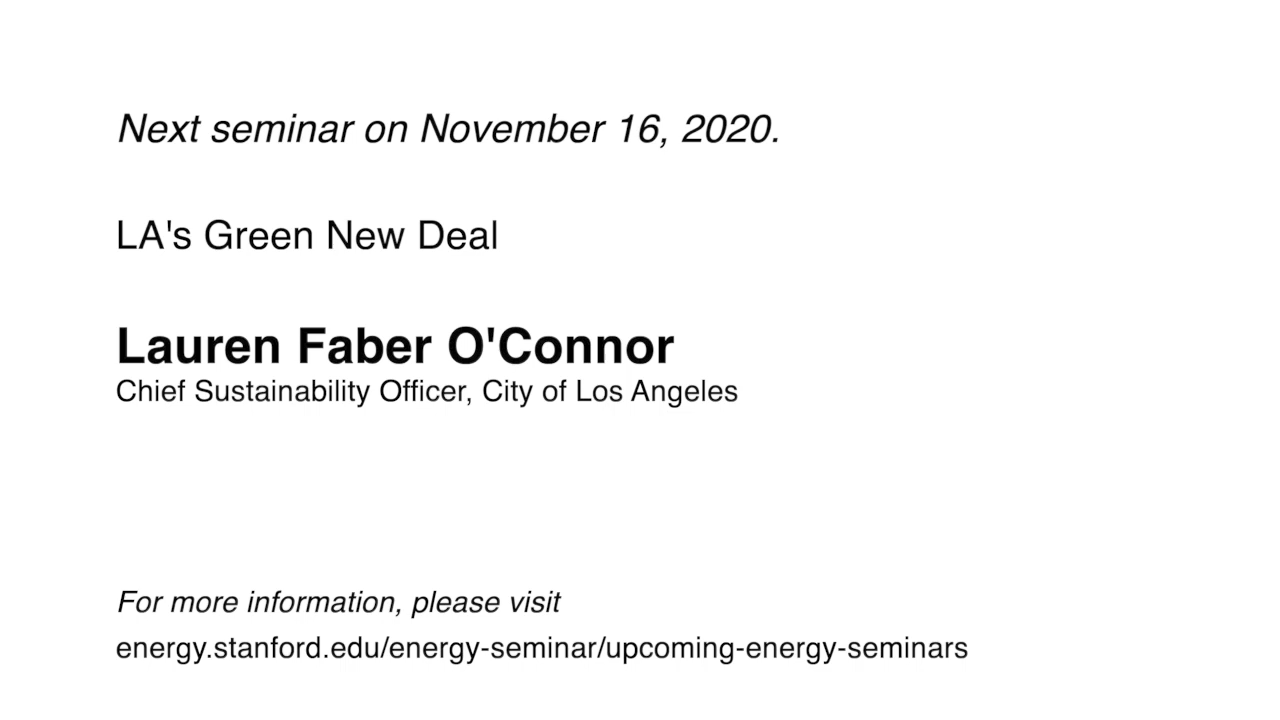 Next seminar on November 16, 2020.
LA's Green New Deal
Lauren Faber O'Connor
Chief Sustainability Officer, City of Los Angeles
For more information, please visit
energy.stanford.edu/energy-seminar/upcoming-energy-seminars